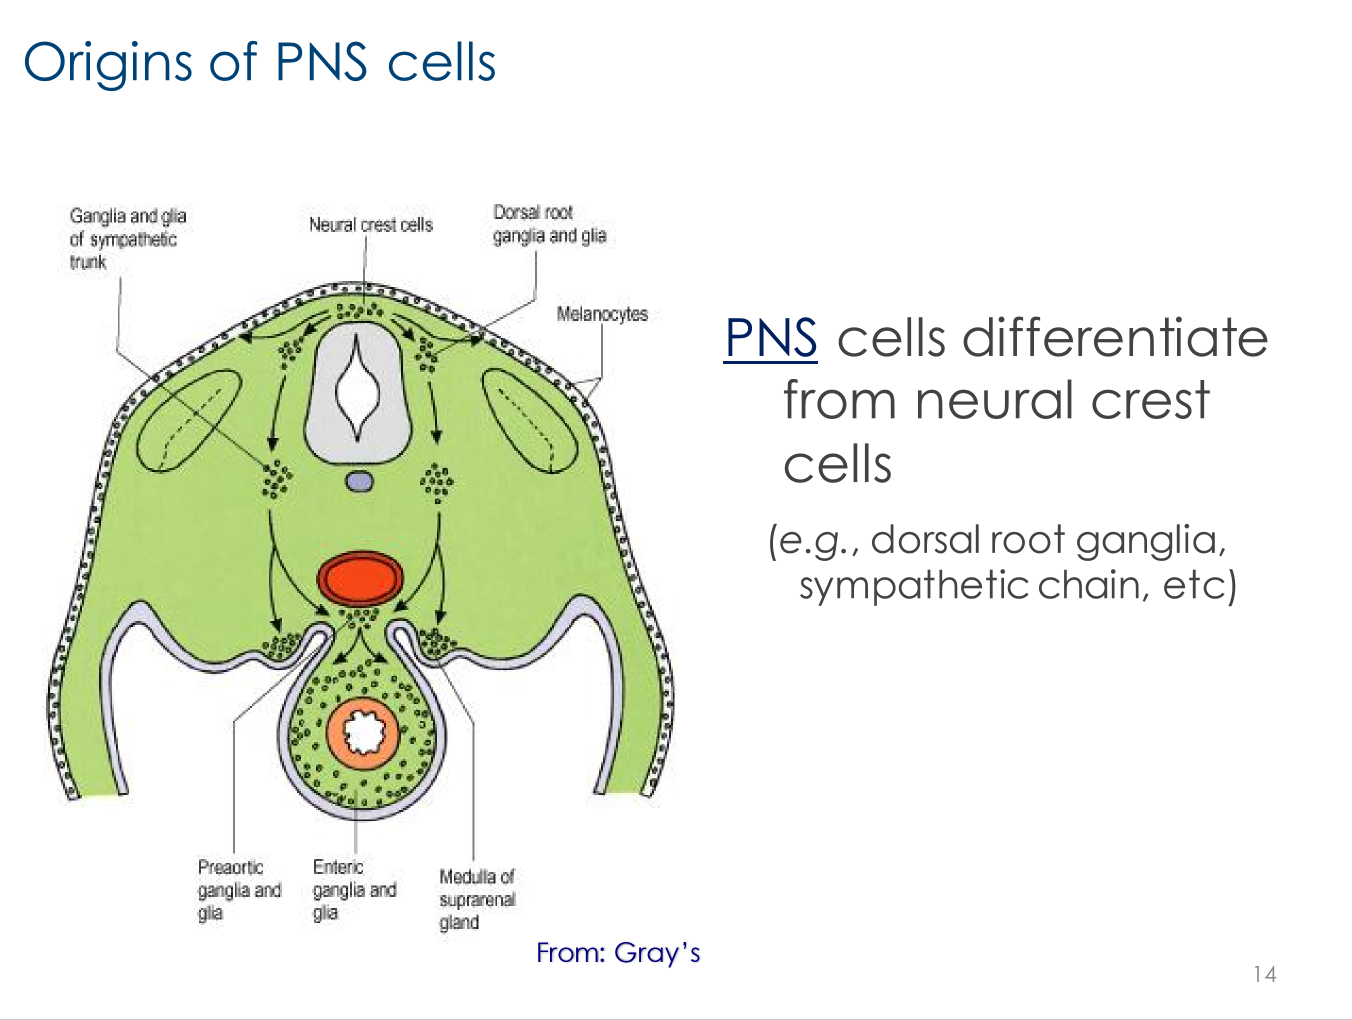 Origins of PNS cells
Ganglia and glia
of sympathetic
trunk
Neural crest cells
Dorsal root
ganglia and glia
Melanocytes
Preaortic
ganglia and
glia
Enteric
ganglia and
glia
Medulla of
suprarenal
gland
From: Gray's
PNS cells differentiate
from neural crest
cells
(e.g., dorsal root ganglia,
sympathetic chain, etc)
14